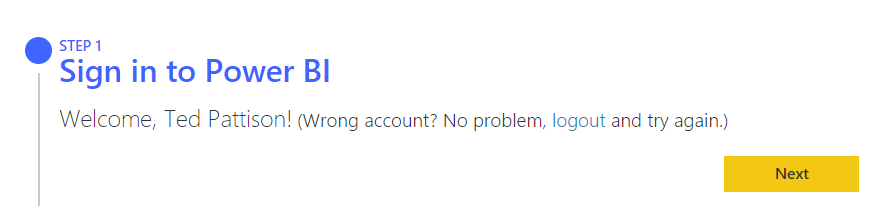 STEP 1
Sign in to Power BI
Welcome, Ted Pattison! (Wrong account? No problem, logout and try again.)
Next